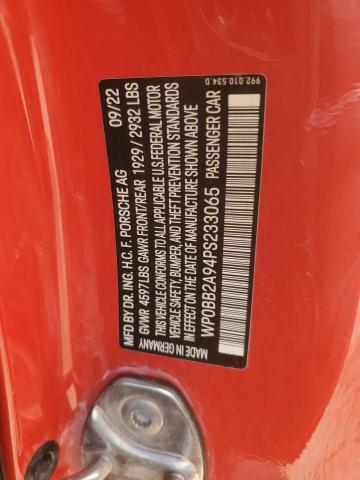 992.010.534.D
MFD BY DR. ING. H.C. F. PORSCHE AG 09/22
GVWR 4597LBS GAWR FRONT/REAR 1929 / 2932 LBS
THIS VEHICLE CONFORMS TO ALL APPLICABLE U.S.FEDERAL MOTOR
VEHICLE SAFETY, BUMPER, AND THEFT PREVENTION STANDARDS
IN EFFECT ON THE DATE OF MANUFACTURE SHOWN ABOVE
WP0BB2A94PS233065 PASSENGER CAR
MADE IN GERMANY